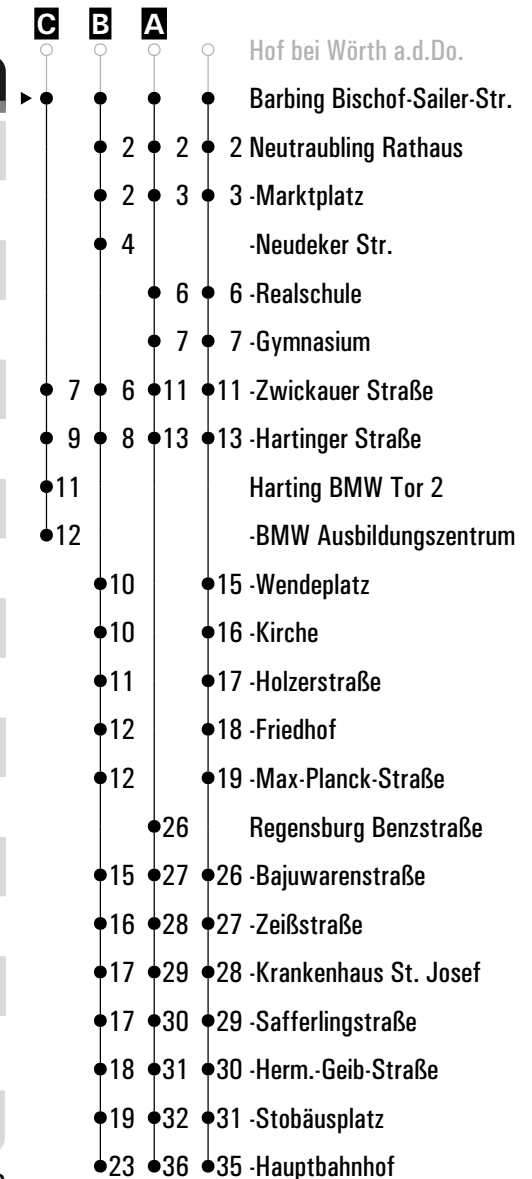 C B A
Hof bei Wörth a.d.Do.
Barbing Bischof-Sailer-Str.
2 2 2 Neutraubling Rathaus
2 3 3 -Marktplatz
4 -Neudeker Str.
6 6 -Realschule
7 7 -Gymnasium
7 6 11 11 -Zwickauer Straße
9 8 13 13 -Hartinger Straße
11 Harting BMW Tor 2
12 -BMW Ausbildungszentrum
10 15 -Wendeplatz
10 16 -Kirche
11 17 -Holzerstraße
12 18 -Friedhof
12 19 -Max-Planck-Straße
26 Regensburg Benzstraße
15 27 26 -Bajuwarenstraße
16 28 27 -Zeißstraße
17 29 28 -Krankenhaus St. Josef
17 30 29 -Safferlingstraße
18 31 30 -Herm.-Geib-Straße
19 32 31 -Stobäusplatz
23 36 35 -Hauptbahnhof